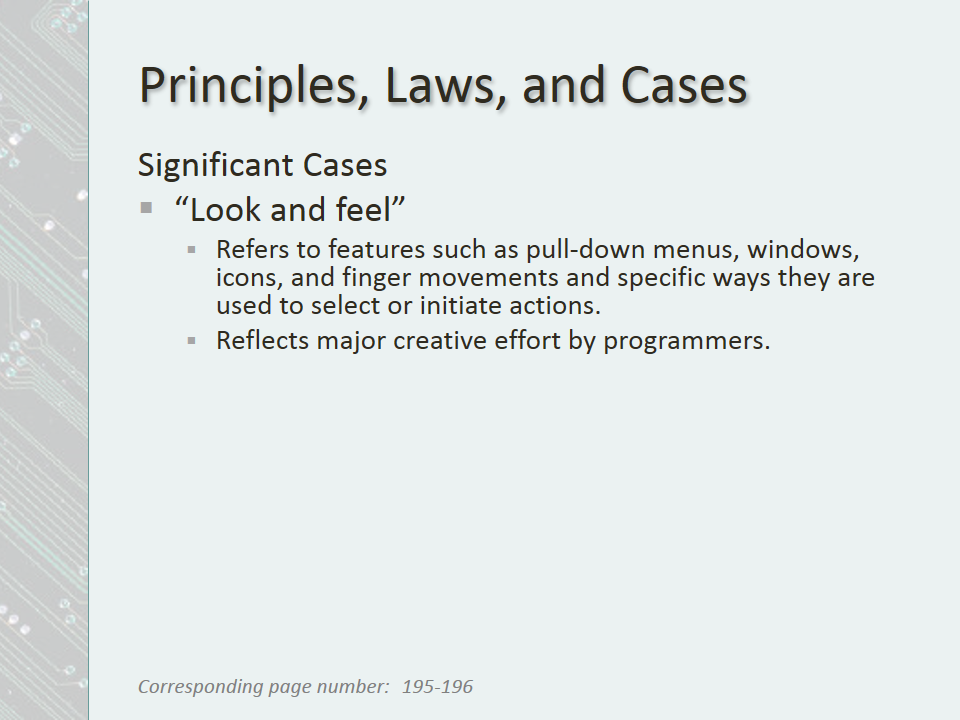 Principles, Laws, and Cases
Significant Cases
“Look and feel”
Refers to features such as pull-down menus, windows,
icons, and finger movements and specific ways they are
used to select or initiate actions.
Reflects major creative effort by programmers.
Corresponding page number: 195-196